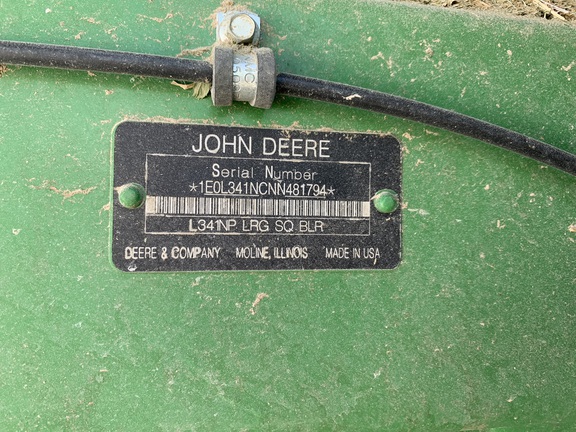 JOHN DEERE
Serial Number
*1E0L341NCNN481794*
L341NP LRG SQ BLR
DEERE & COMPANY MOLINE, ILLINOIS MADE IN USA